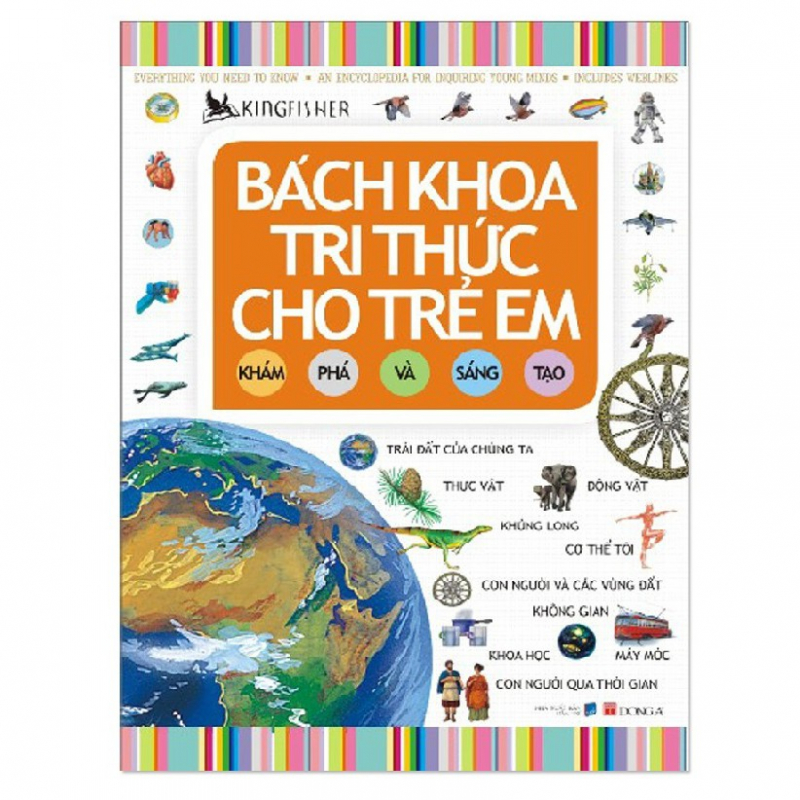 EVERYTHING YOU NEED TO KNOW • AN ENCYCLOPEDIA FOR INQUIRING YOUNG MINDS • INCLUDES WEBLINKS
KINGFISHER
BÁCH KHOA
TRI THỨC
CHO TRẺ EM
KHÁM PHÁ VÀ SÁNG TẠO
TRÁI ĐẤT CỦA CHÚNG TA
THỰC VẬT
ĐỘNG VẬT
KHỦNG LONG
CƠ THỂ TÔI
CON NGƯỜI VÀ CÁC VÙNG ĐẤT
KHÔNG GIAN
KHOA HỌC
MÁY MÓC
CON NGƯỜI QUA THỜI GIAN
ĐÔNG A